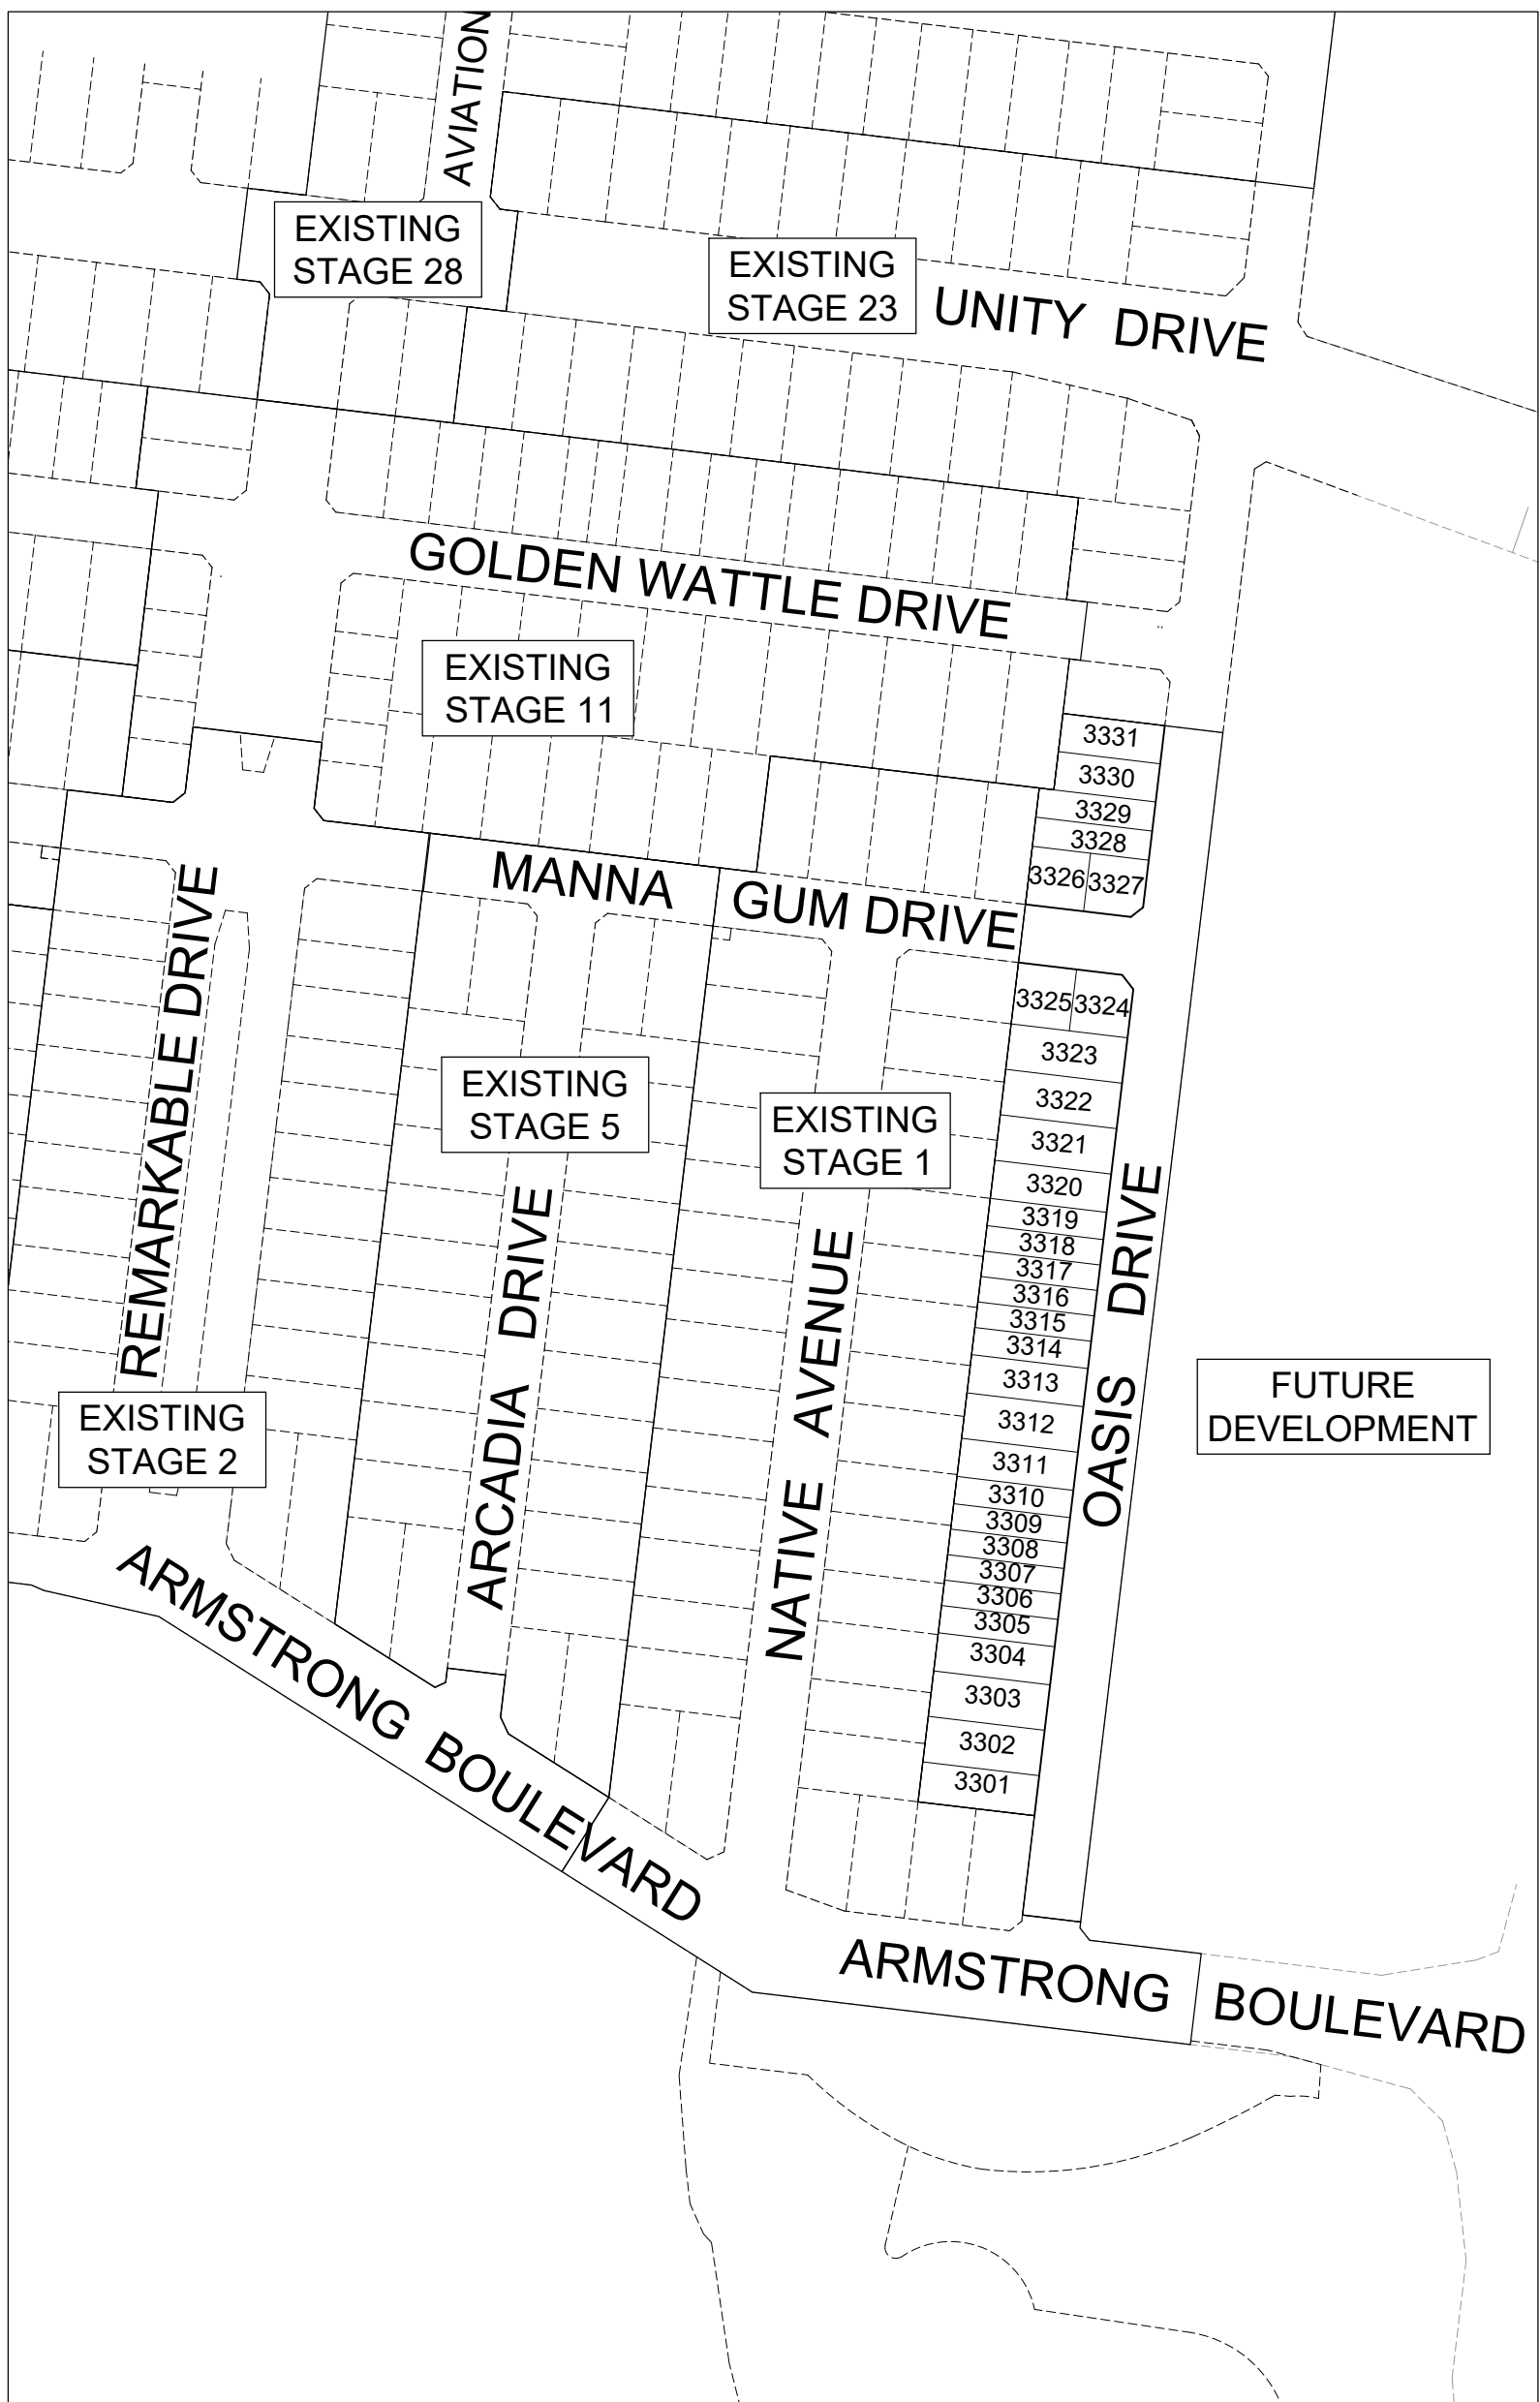 AVIATION
EXISTING
STAGE 28
EXISTING
STAGE 23
UNITY DRIVE
GOLDEN WATTLE DRIVE
EXISTING
STAGE 11
3331
3330
3329
3328
3326
3327
MANNA
GUM DRIVE
REMARKABLE DRIVE
3325
3324
3323
3322
3321
3320
3319
3318
3317
3316
3315
3314
3313
3312
3311
3310
3309
3308
3307
3306
3305
3304
3303
3302
3301
EXISTING
STAGE 5
EXISTING
STAGE 1
ARCADIA DRIVE
NATIVE AVENUE
OASIS DRIVE
FUTURE
DEVELOPMENT
EXISTING
STAGE 2
ARMSTRONG BOULEVARD
ARMSTRONG BOULEVARD